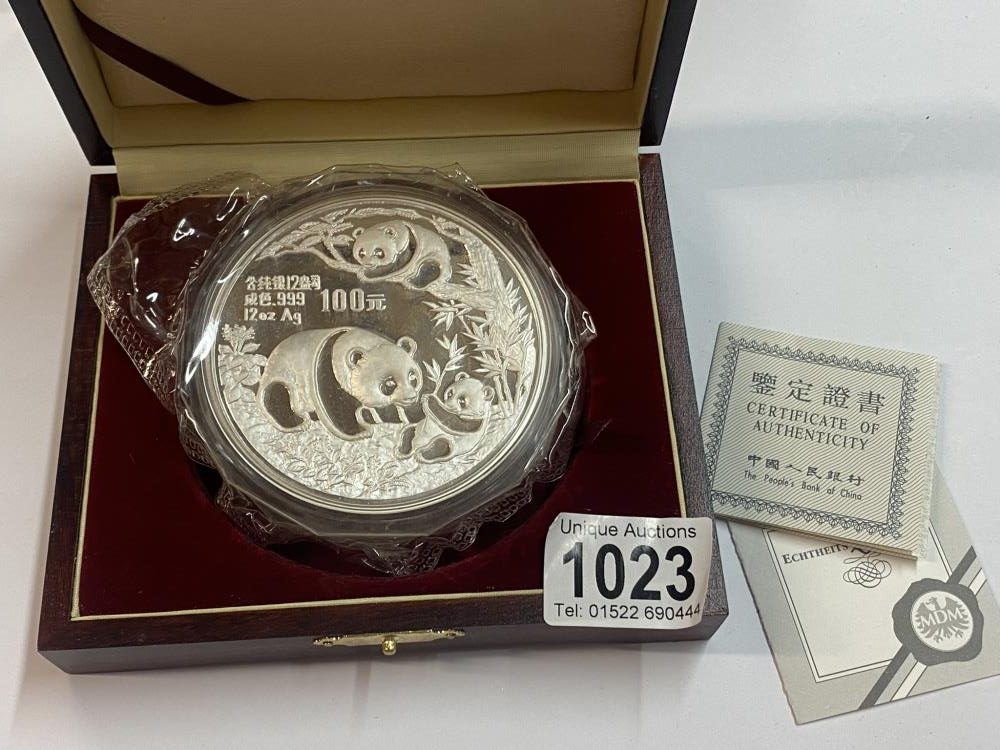 纯银12盎司
成色.999
12oz Ag
100元
鑒定證書
CERTIFICATE OF
AUTHENTICITY
中國人民銀行
The People's Bank of China
MDM
Unique Auctions
1023
Tel: 01522 690444